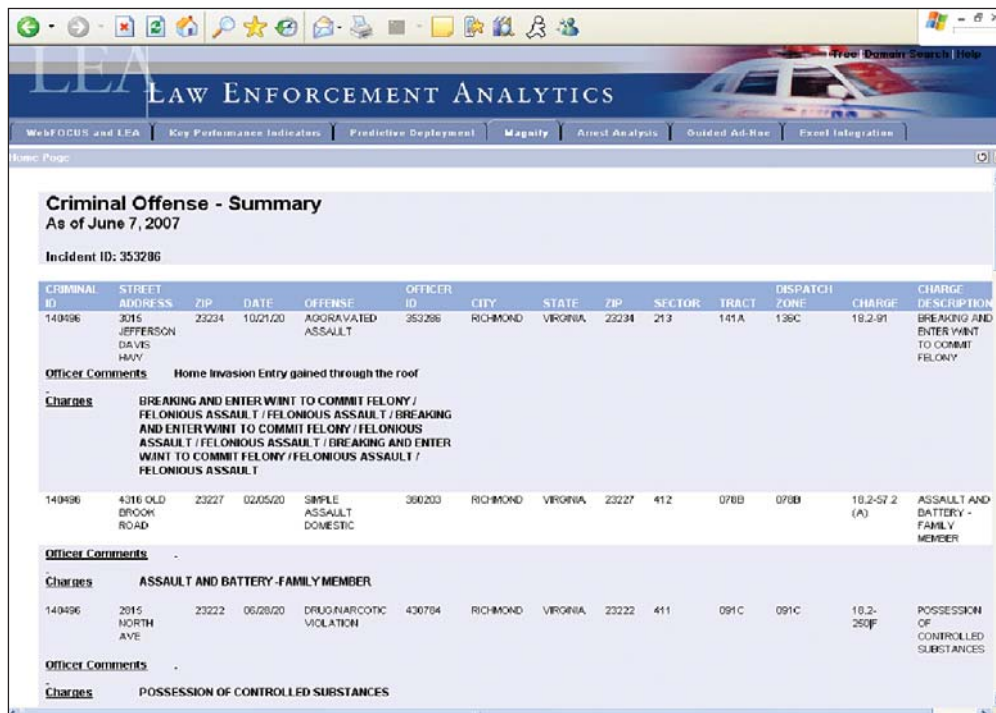 Tree Domain Search Help
LEA
LAW ENFORCEMENT ANALYTICS
WebFOCUS and LEA Key Performance Indicators Predictive Deployment Magnify Arrest Analysis Guided Ad-Hoc Excel Integration
Home Page
Criminal Offense - Summary
As of June 7, 2007
Incident ID: 353286
CRIMINAL STREET OFFICER DISPATCH CHARGE
ID ADDRESS ZIP DATE OFFENSE ID CITY STATE ZIP SECTOR TRACT ZONE CHARGE DESCRIPTION
140496 3015 23234 10/21/20 AGGRAVATED 353286 RICHMOND VIRGINIA 23234 213 141A 139C 18.2-91 BREAKING AND
JEFFERSON ASSAULT ENTER W/INT
DAVIS TO COMMIT
HWY FELONY
Officer Comments Home Invasion Entry gained through the roof
Charges BREAKING AND ENTER W/INT TO COMMIT FELONY /
FELONIOUS ASSAULT / FELONIOUS ASSAULT / BREAKING
AND ENTER W/INT TO COMMIT FELONY / FELONIOUS
ASSAULT / FELONIOUS ASSAULT / BREAKING AND ENTER
W/INT TO COMMIT FELONY / FELONIOUS ASSAULT /
FELONIOUS ASSAULT
140496 4316 OLD 23227 02/05/20 SIMPLE 360203 RICHMOND VIRGINIA 23227 412 078B 078B 18.2-57.2 ASSAULT AND
BROOK ASSAULT (A) BATTERY -
ROAD DOMESTIC FAMILY
MEMBER
Officer Comments .
Charges ASSAULT AND BATTERY -FAMILY MEMBER
140496 2815 23222 06/28/20 DRUG/NARCOTIC 430784 RICHMOND VIRGINIA 23222 411 091C 091C 18.2- POSSESSION
NORTH VIOLATION 250|F OF
AVE CONTROLLED
SUBSTANCES
Officer Comments .
Charges POSSESSION OF CONTROLLED SUBSTANCES